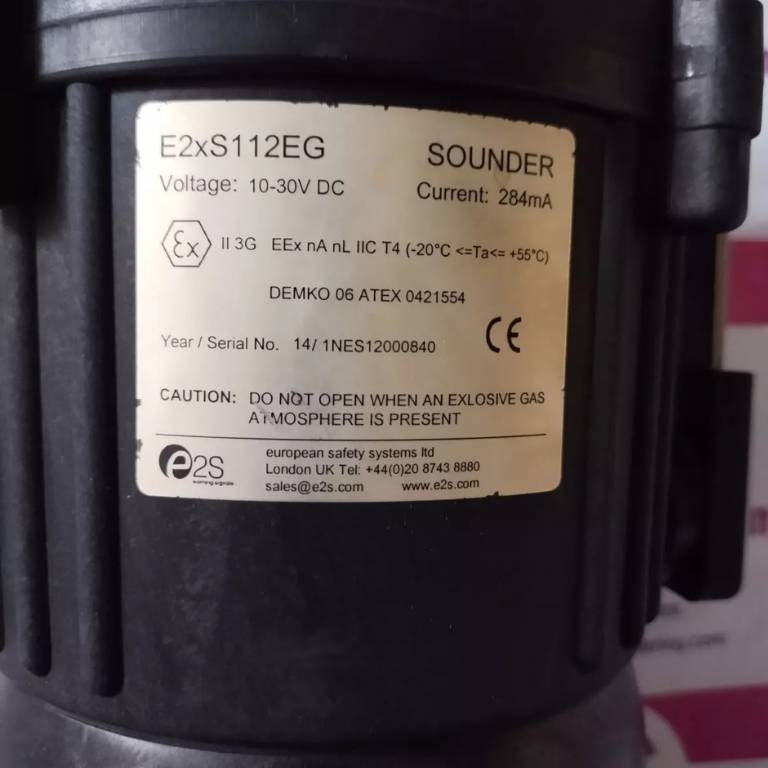 E2xS112EG
SOUNDER
Voltage: 10-30V DC
Current: 284mA
Ex II 3G EEx nA nL IIC T4 (-20°C <=Ta<= +55°C)
DEMKO 06 ATEX 0421554
Year / Serial No. 14/ 1NES12000840
CE
CAUTION: DO NOT OPEN WHEN AN EXLOSIVE GAS
ATMOSPHERE IS PRESENT
e2S
warning signals
european safety systems ltd
London UK Tel: +44(0)20 8743 8880
sales@e2s.com www.e2s.com